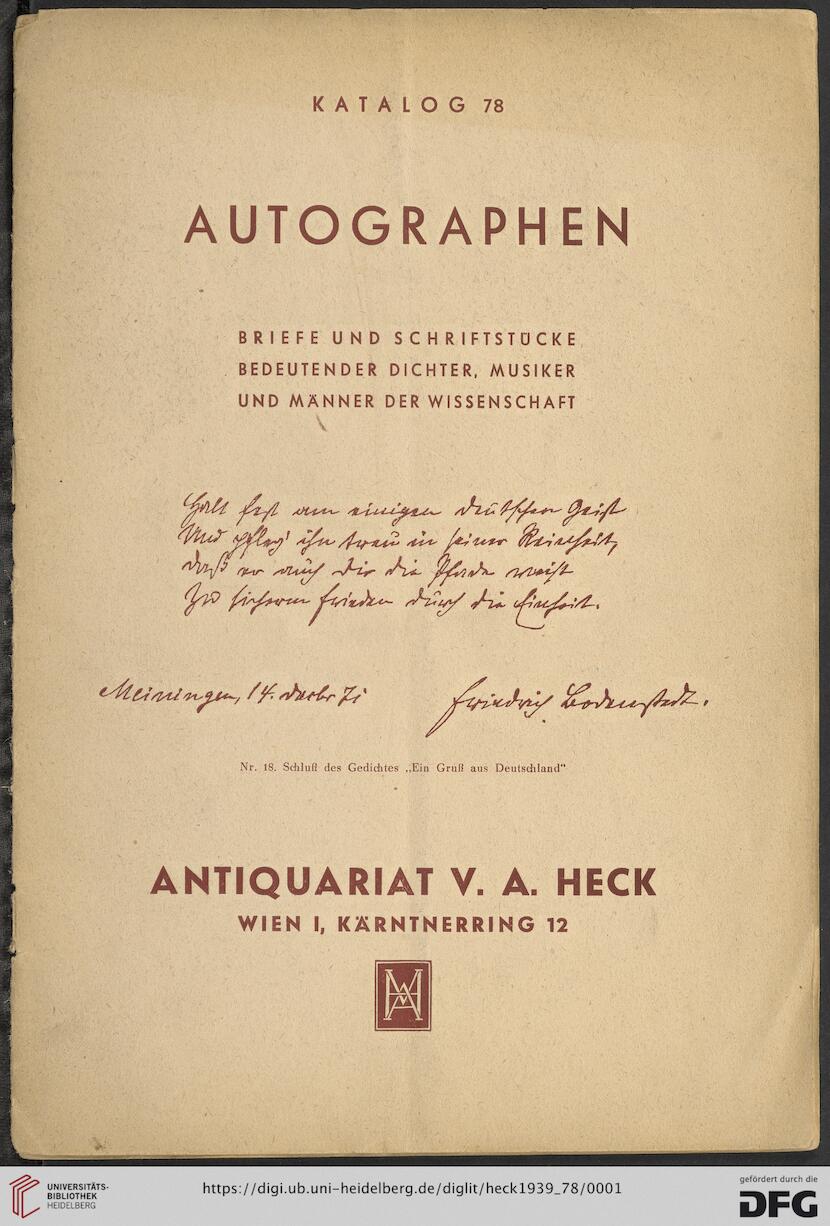 KATALOG 78
AUTOGRAPHEN
BRIEFE UND SCHRIFTSTÜCKE
BEDEUTENDER DICHTER, MUSIKER
UND MÄNNER DER WISSENSCHAFT
Halt fest am einigen deutschen Geist
Und pfleg' ihn treu in seiner Reinheit,
daß er auch dir die Pfade weist
Zu sicherm Frieden durch die Einheit.
Meiningen, 14. decbr 71
Friedrich Bodenstedt.
Nr. 18. Schluß des Gedichtes „Ein Gruß aus Deutschland“
ANTIQUARIAT V. A. HECK
WIEN I, KÄRNTNERRING 12
UNIVERSITÄTS-
BIBLIOTHEK
HEIDELBERG
https://digi.ub.uni-heidelberg.de/diglit/heck1939_78/0001
gefördert durch die
DFG